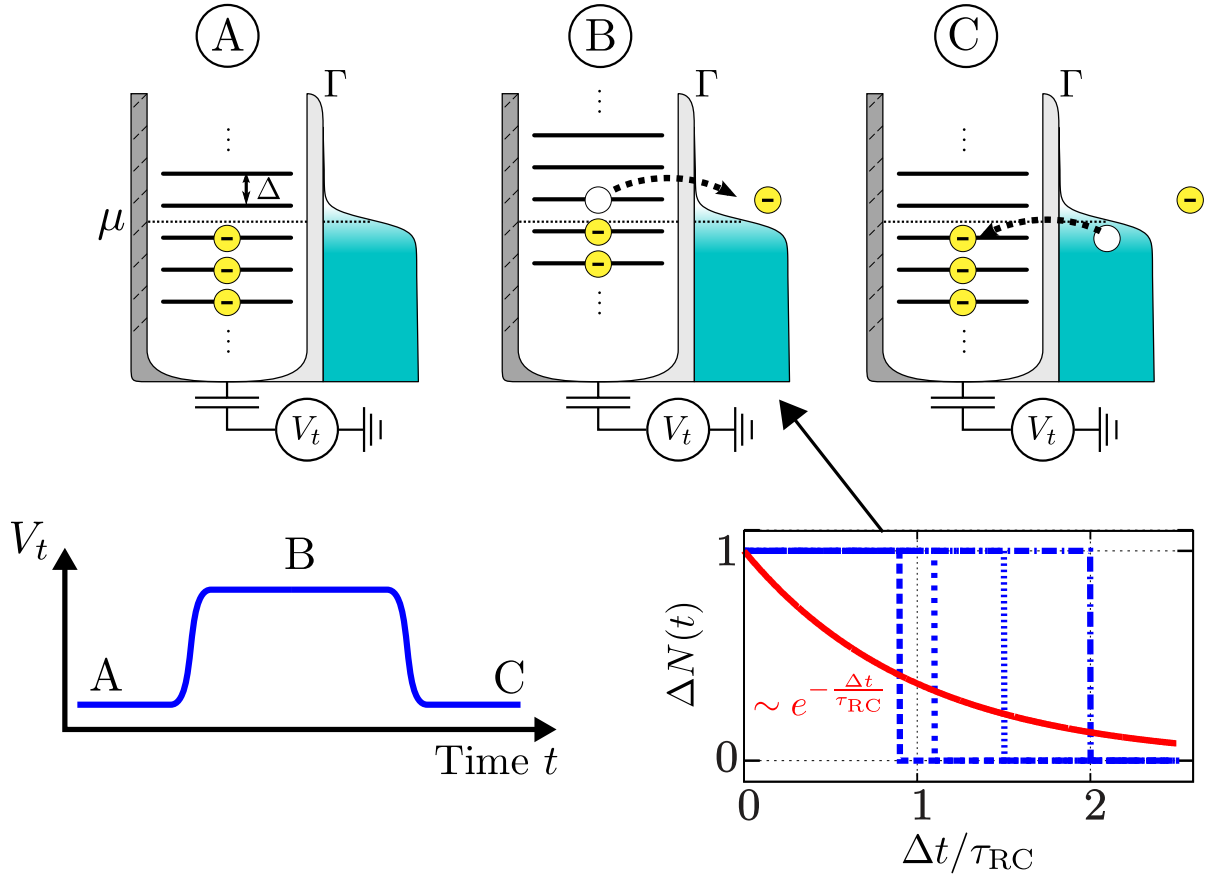 A B C
Γ Γ Γ
Δ
μ
V_t V_t V_t
V_t
B
A
C
Time t
1
ΔN(t)
∼ e^{-Δt/τ_RC}
0
0 1 2
Δt/τ_RC